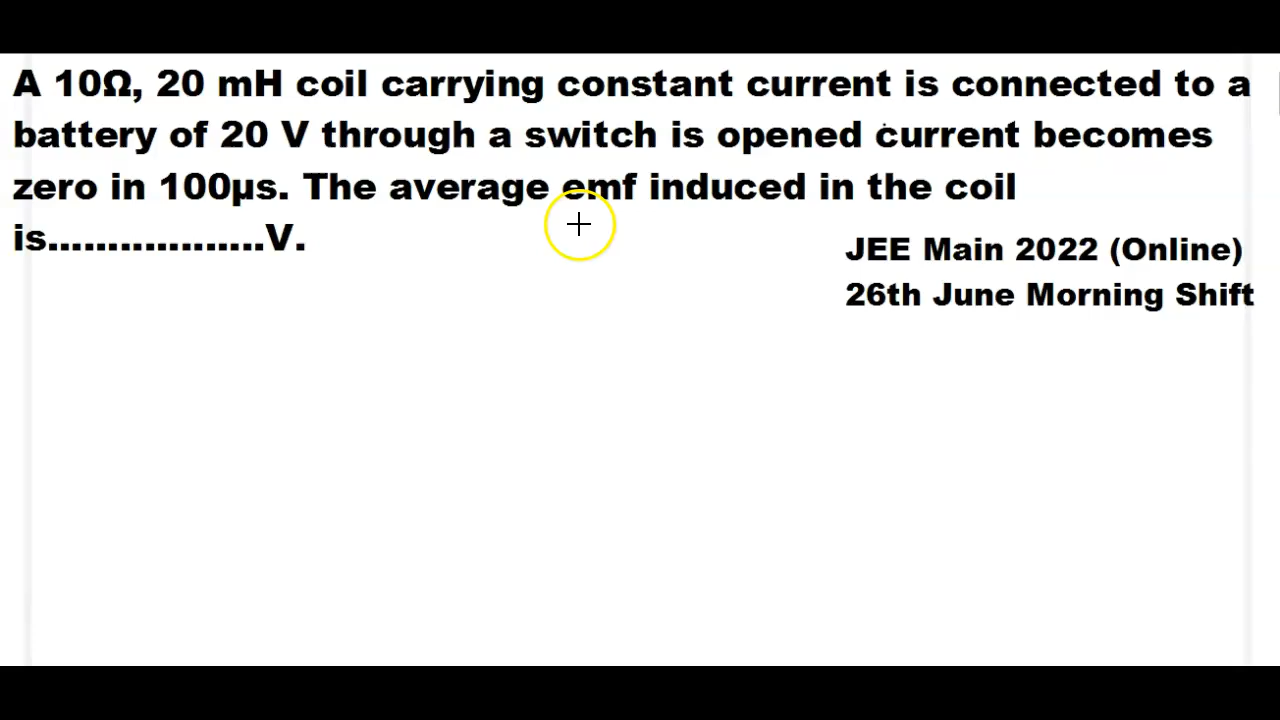 A 10Ω, 20 mH coil carrying constant current is connected to a
battery of 20 V through a switch is opened current becomes
zero in 100μs. The average emf induced in the coil
is..................V.
JEE Main 2022 (Online)
26th June Morning Shift